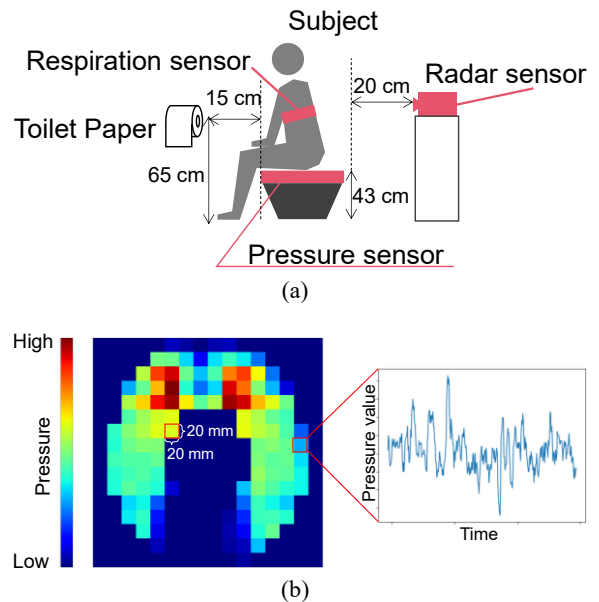 Subject
Respiration sensor
20 cm
Radar sensor
15 cm
Toilet Paper
65 cm
43 cm
Pressure sensor
(a)
High
Pressure
Low
20 mm
20 mm
Pressure value
Time
(b)